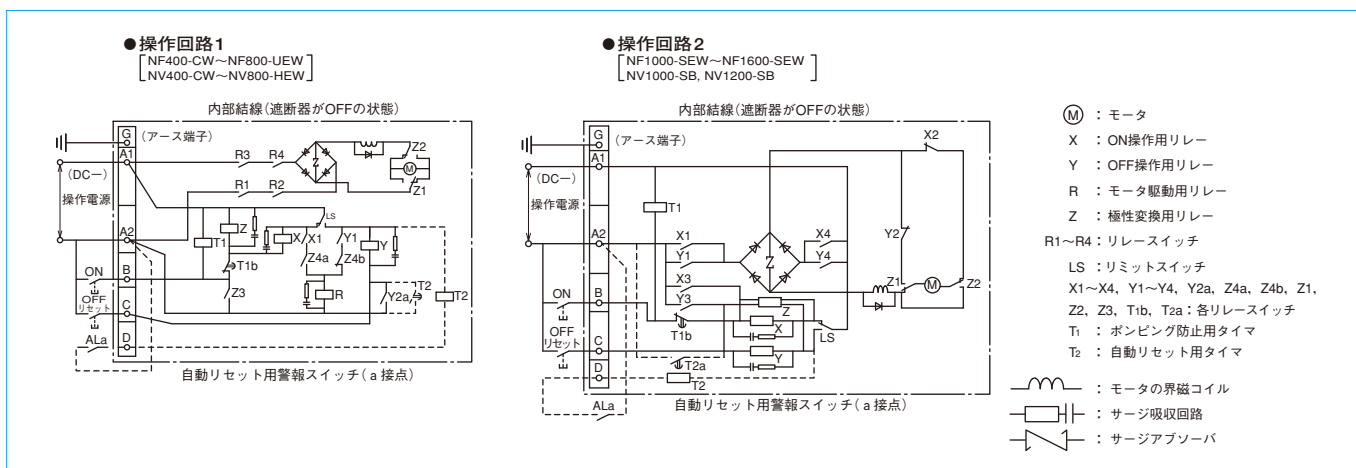 ●操作回路1
NF400-CW～NF800-UEW
NV400-CW～NV800-HEW
内部結線(遮断器がOFFの状態)
G
(アース端子)
A1
(DC－)
操作電源
A2
B
C
D
ON
OFF
リセット
ALa
R3
R4
R1
R2
Z
Z2
M
Z1
LS
T1
Z
X
X1
Y1
Y
Z4a
Z4b
T1b
Z3
R
Y2a
T2
T2
自動リセット用警報スイッチ(a接点)
●操作回路2
NF1000-SEW～NF1600-SEW
NV1000-SB, NV1200-SB
内部結線(遮断器がOFFの状態)
G
(アース端子)
A1
(DC－)
操作電源
A2
B
C
D
ON
OFF
リセット
ALa
T1
X1
Y1
X3
Y3
Z
X4
Y4
X2
Y2
Z1
M
Z2
Z
X
Y
LS
T1b
T2a
T2
自動リセット用警報スイッチ(a接点)
M ： モータ
X ： ON操作用リレー
Y ： OFF操作用リレー
R ： モータ駆動用リレー
Z ： 極性変換用リレー
R1～R4： リレースイッチ
LS ： リミットスイッチ
X1～X4, Y1～Y4, Y2a, Z4a, Z4b, Z1,
Z2, Z3, T1b, T2a： 各リレースイッチ
T1 ： ポンピング防止用タイマ
T2 ： 自動リセット用タイマ
： モータの界磁コイル
： サージ吸収回路
： サージアブソーバ